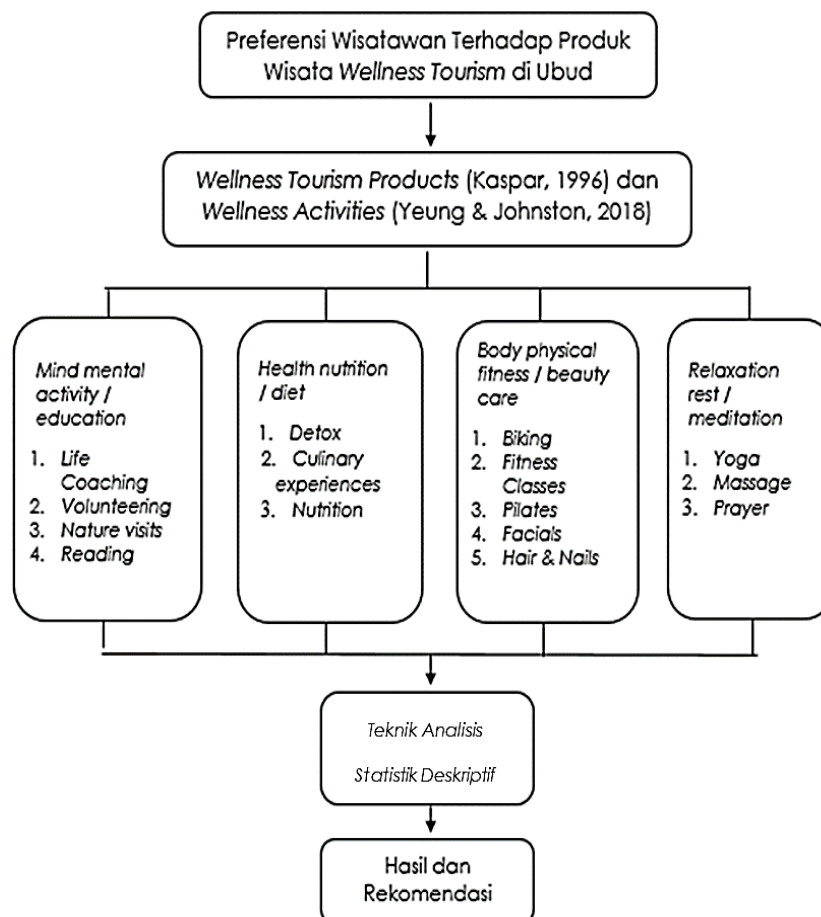 Preferensi Wisatawan Terhadap Produk
Wisata Wellness Tourism di Ubud
Wellness Tourism Products (Kaspar, 1996) dan
Wellness Activities (Yeung & Johnston, 2018)
Mind mental
activity /
education
1. Life
Coaching
2. Volunteering
3. Nature visits
4. Reading
Health nutrition
/ diet
1. Detox
2. Culinary
experiences
3. Nutrition
Body physical
fitness / beauty
care
1. Biking
2. Fitness
Classes
3. Pilates
4. Facials
5. Hair & Nails
Relaxation
rest /
meditation
1. Yoga
2. Massage
3. Prayer
Teknik Analisis
Statistik Deskriptif
Hasil dan
Rekomendasi